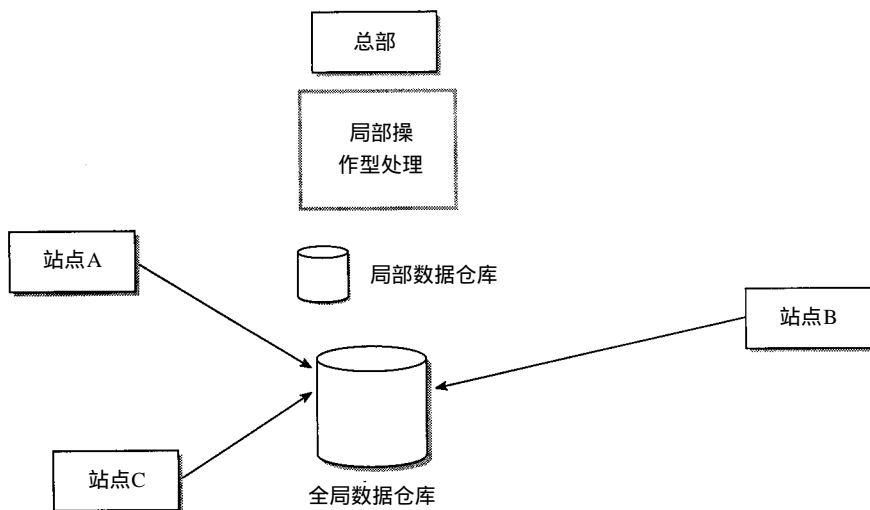 总部
局部操
作型处理
站点A
局部数据仓库
站点B
站点C
全局数据仓库